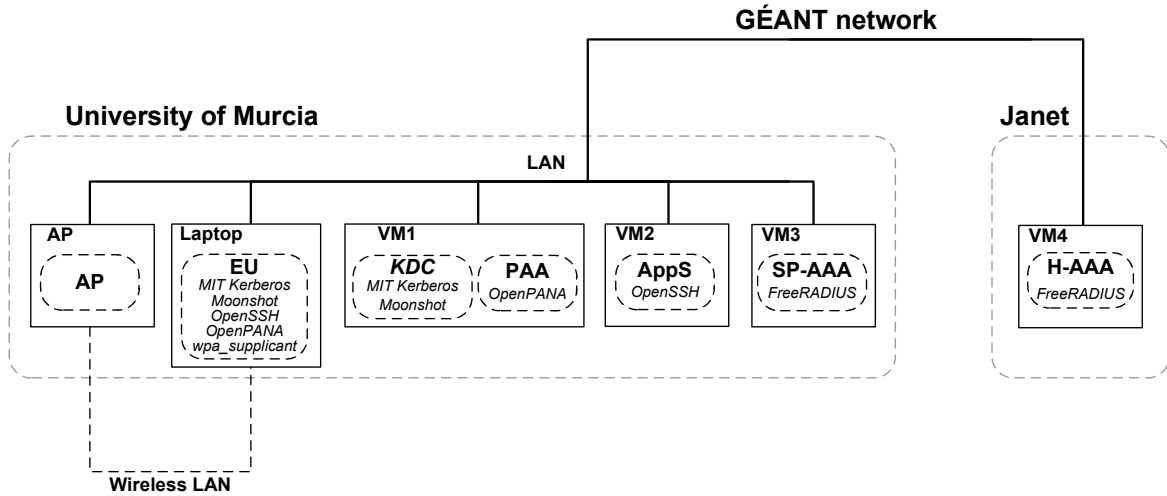 GÉANT network
University of Murcia
Janet
LAN
AP
AP
Laptop
EU
MIT Kerberos
Moonshot
OpenSSH
OpenPANA
wpa_supplicant
VM1
KDC
MIT Kerberos
Moonshot
PAA
OpenPANA
VM2
AppS
OpenSSH
VM3
SP-AAA
FreeRADIUS
VM4
H-AAA
FreeRADIUS
Wireless LAN